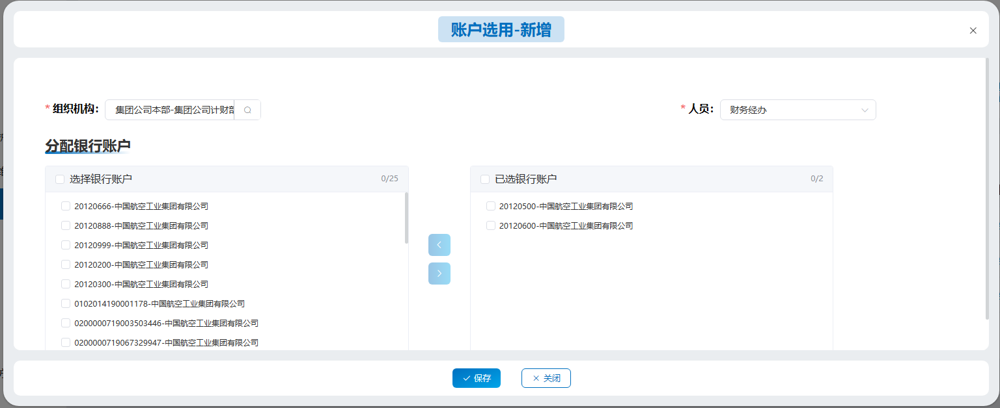 账户选用-新增
* 组织机构： 集团公司本部-集团公司计财部
* 人员： 财务经办
分配银行账户
选择银行账户 0/25
20120666-中国航空工业集团有限公司
20120888-中国航空工业集团有限公司
20120999-中国航空工业集团有限公司
20120200-中国航空工业集团有限公司
20120300-中国航空工业集团有限公司
0102014190001178-中国航空工业集团有限公司
0200000719003503446-中国航空工业集团有限公司
0200000719067329947-中国航空工业集团有限公司
已选银行账户 0/2
20120500-中国航空工业集团有限公司
20120600-中国航空工业集团有限公司
保存
关闭